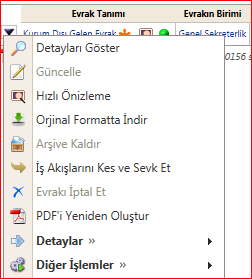 Evrak Tanımı Evrakın Birimi
Kurum Dışı Gelen Evrak Genel Sekreterlik
Detayları Göster
0156 s
Güncelle
Hızlı Önizleme
Orjinal Formatta İndir
Arşive Kaldır
İş Akışlarını Kes ve Sevk Et
Evrakı İptal Et
PDF'i Yeniden Oluştur
Detaylar »
Diğer İşlemler »